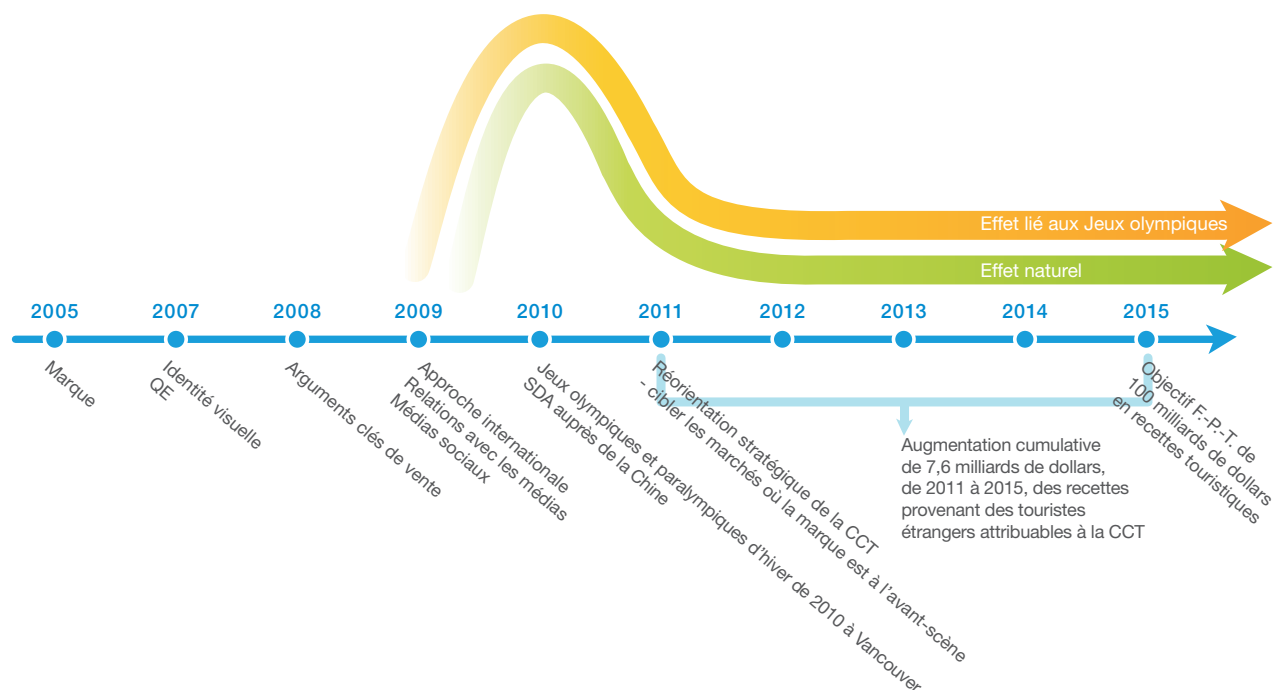 Effet lié aux Jeux olympiques
Effet naturel
2005
2007
2008
2009
2010
2011
2012
2013
2014
2015
Marque
Identité visuelle
QE
Arguments clés de vente
Approche internationale
Relations avec les médias
Médias sociaux
Jeux olympiques et paralympiques d'hiver de 2010 à Vancouver
SDA auprès de la Chine
Réorientation stratégique de la CCT
- cibler les marchés où la marque est à l'avant-scène
Augmentation cumulative
de 7,6 milliards de dollars,
de 2011 à 2015, des recettes
provenant des touristes
étrangers attribuables à la CCT
Objectif F.-P.-T. de
100 milliards de dollars
en recettes touristiques